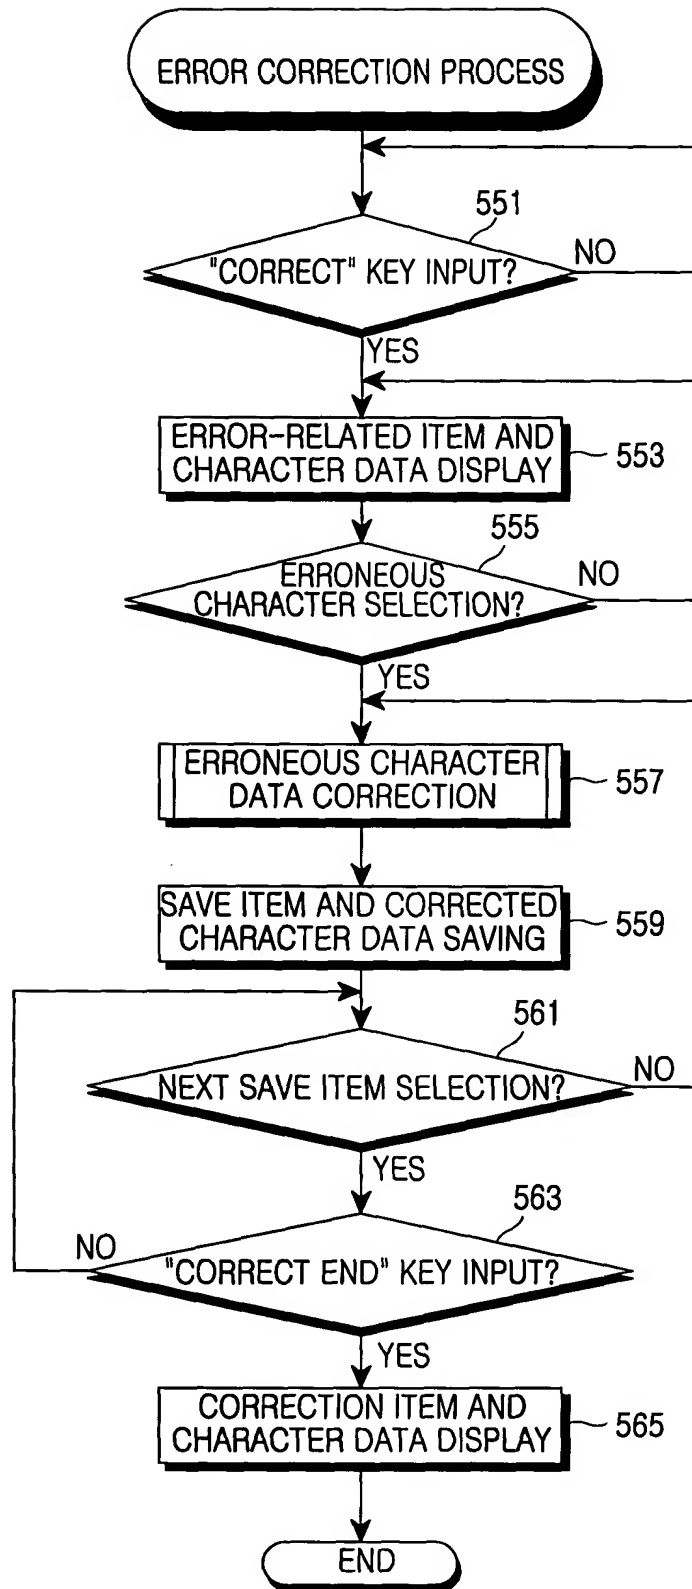 ERROR CORRECTION PROCESS
551
"CORRECT" KEY INPUT?
NO
YES
ERROR-RELATED ITEM AND
CHARACTER DATA DISPLAY
553
555
ERRONEOUS
CHARACTER SELECTION?
NO
YES
ERRONEOUS CHARACTER
DATA CORRECTION
557
SAVE ITEM AND CORRECTED
CHARACTER DATA SAVING
559
561
NEXT SAVE ITEM SELECTION?
NO
YES
563
NO
"CORRECT END" KEY INPUT?
YES
CORRECTION ITEM AND
CHARACTER DATA DISPLAY
565
END